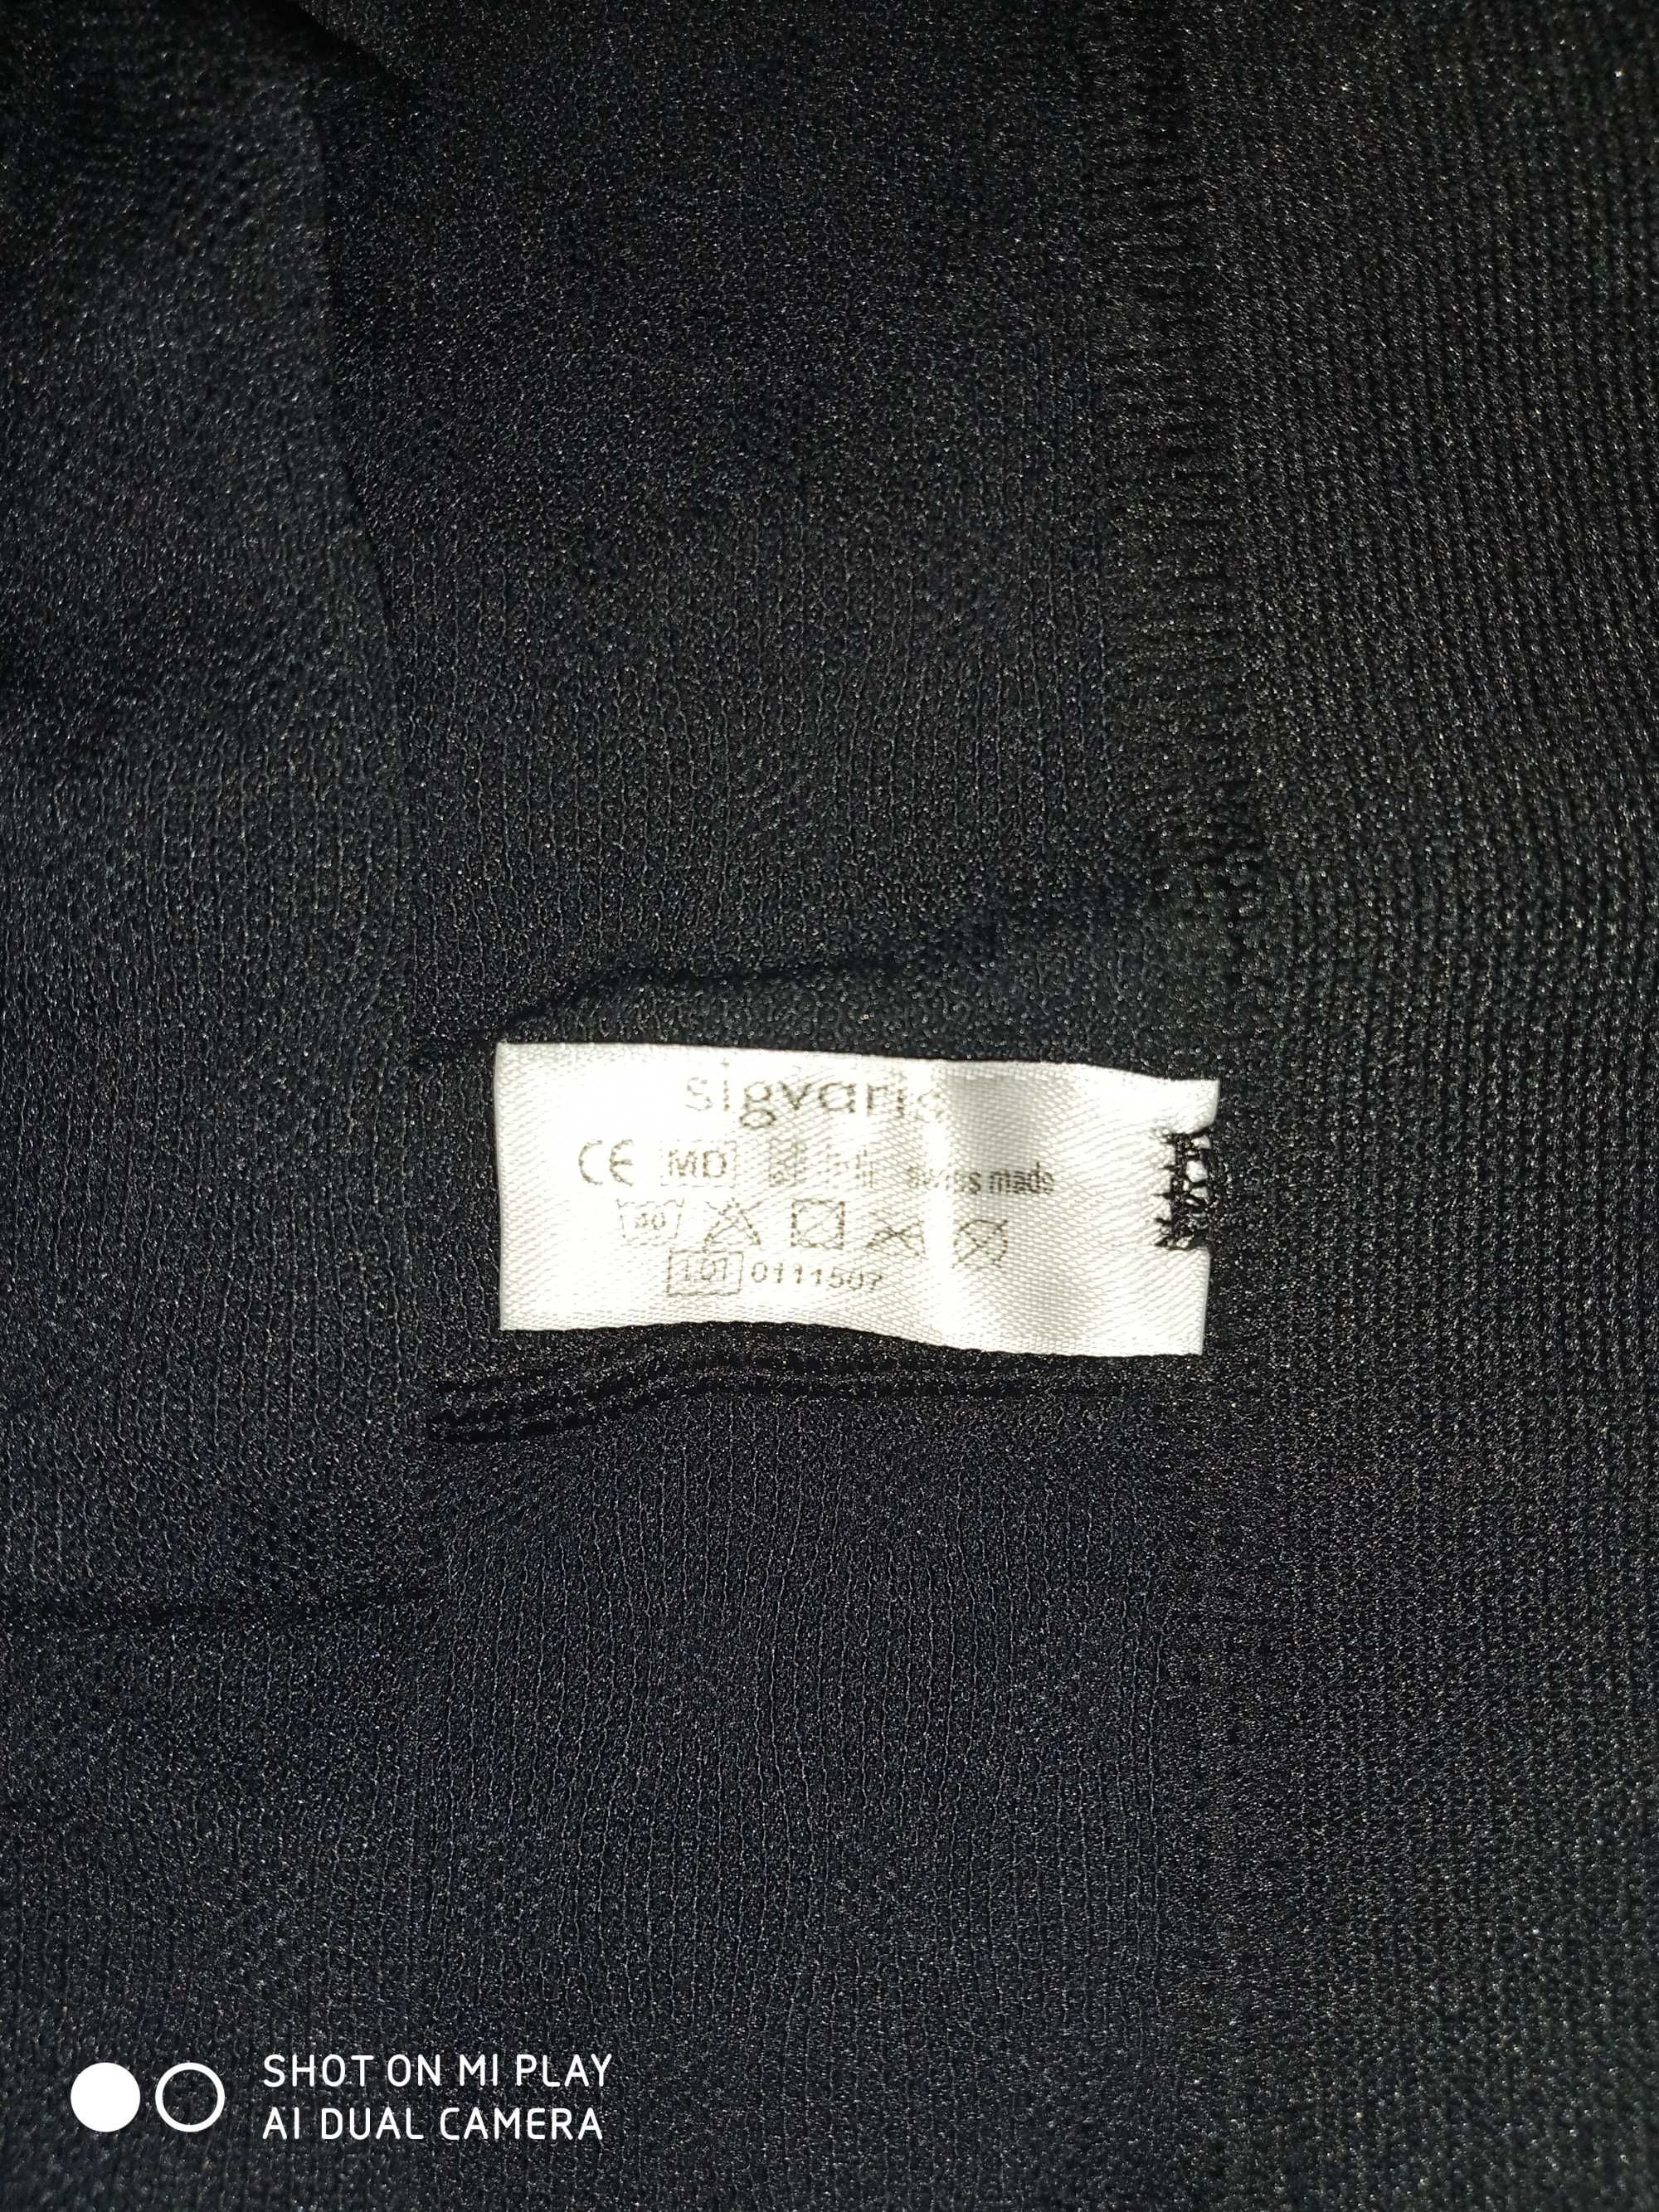 sigvaris
CE MD swiss made
40
LOT 0111507
SHOT ON MI PLAY
AI DUAL CAMERA